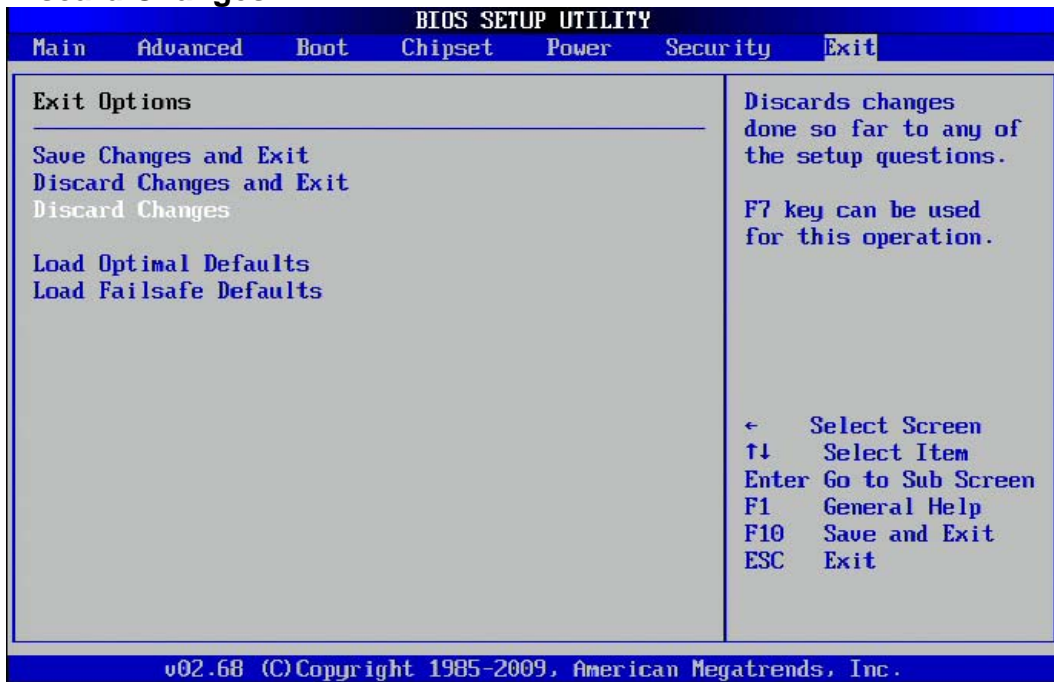 BIOS SETUP UTILITY
Main Advanced Boot Chipset Power Security Exit
Exit Options
Save Changes and Exit
Discard Changes and Exit
Discard Changes
Load Optimal Defaults
Load Failsafe Defaults
Discards changes
done so far to any of
the setup questions.
F7 key can be used
for this operation.
← Select Screen
↑↓ Select Item
Enter Go to Sub Screen
F1 General Help
F10 Save and Exit
ESC Exit
v02.68 (C)Copyright 1985-2009, American Megatrends, Inc.